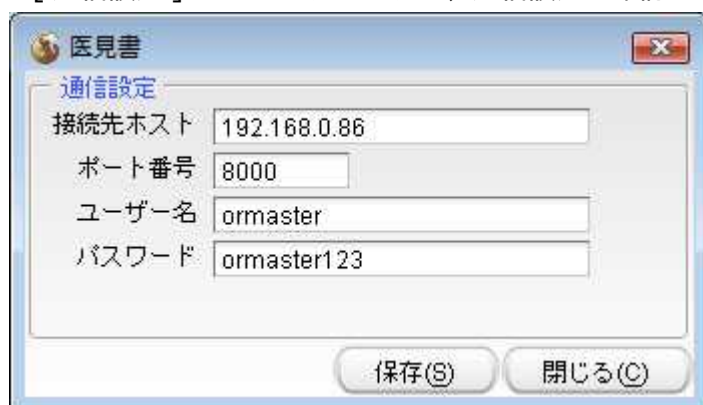 医見書
通信設定
接続先ホスト 192.168.0.86
ポート番号 8000
ユーザー名 ormaster
パスワード ormaster123
保存(S) 閉じる(C)